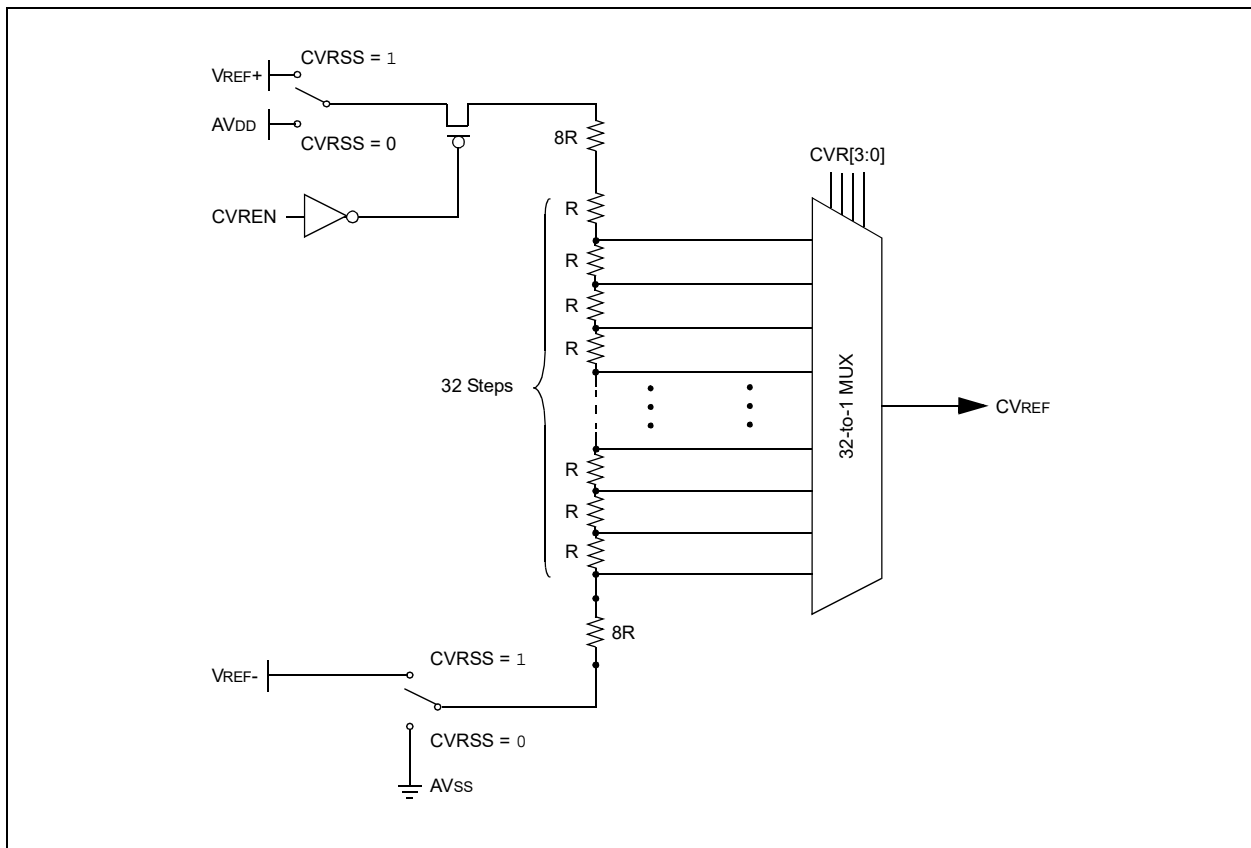 CVRSS = 1
VREF+
AVDD
CVRSS = 0
8R
CVR[3:0]
CVREN
R
R
R
R
32 Steps
32-to-1 MUX
CVREF
R
R
R
8R
CVRSS = 1
VREF-
CVRSS = 0
AVSS